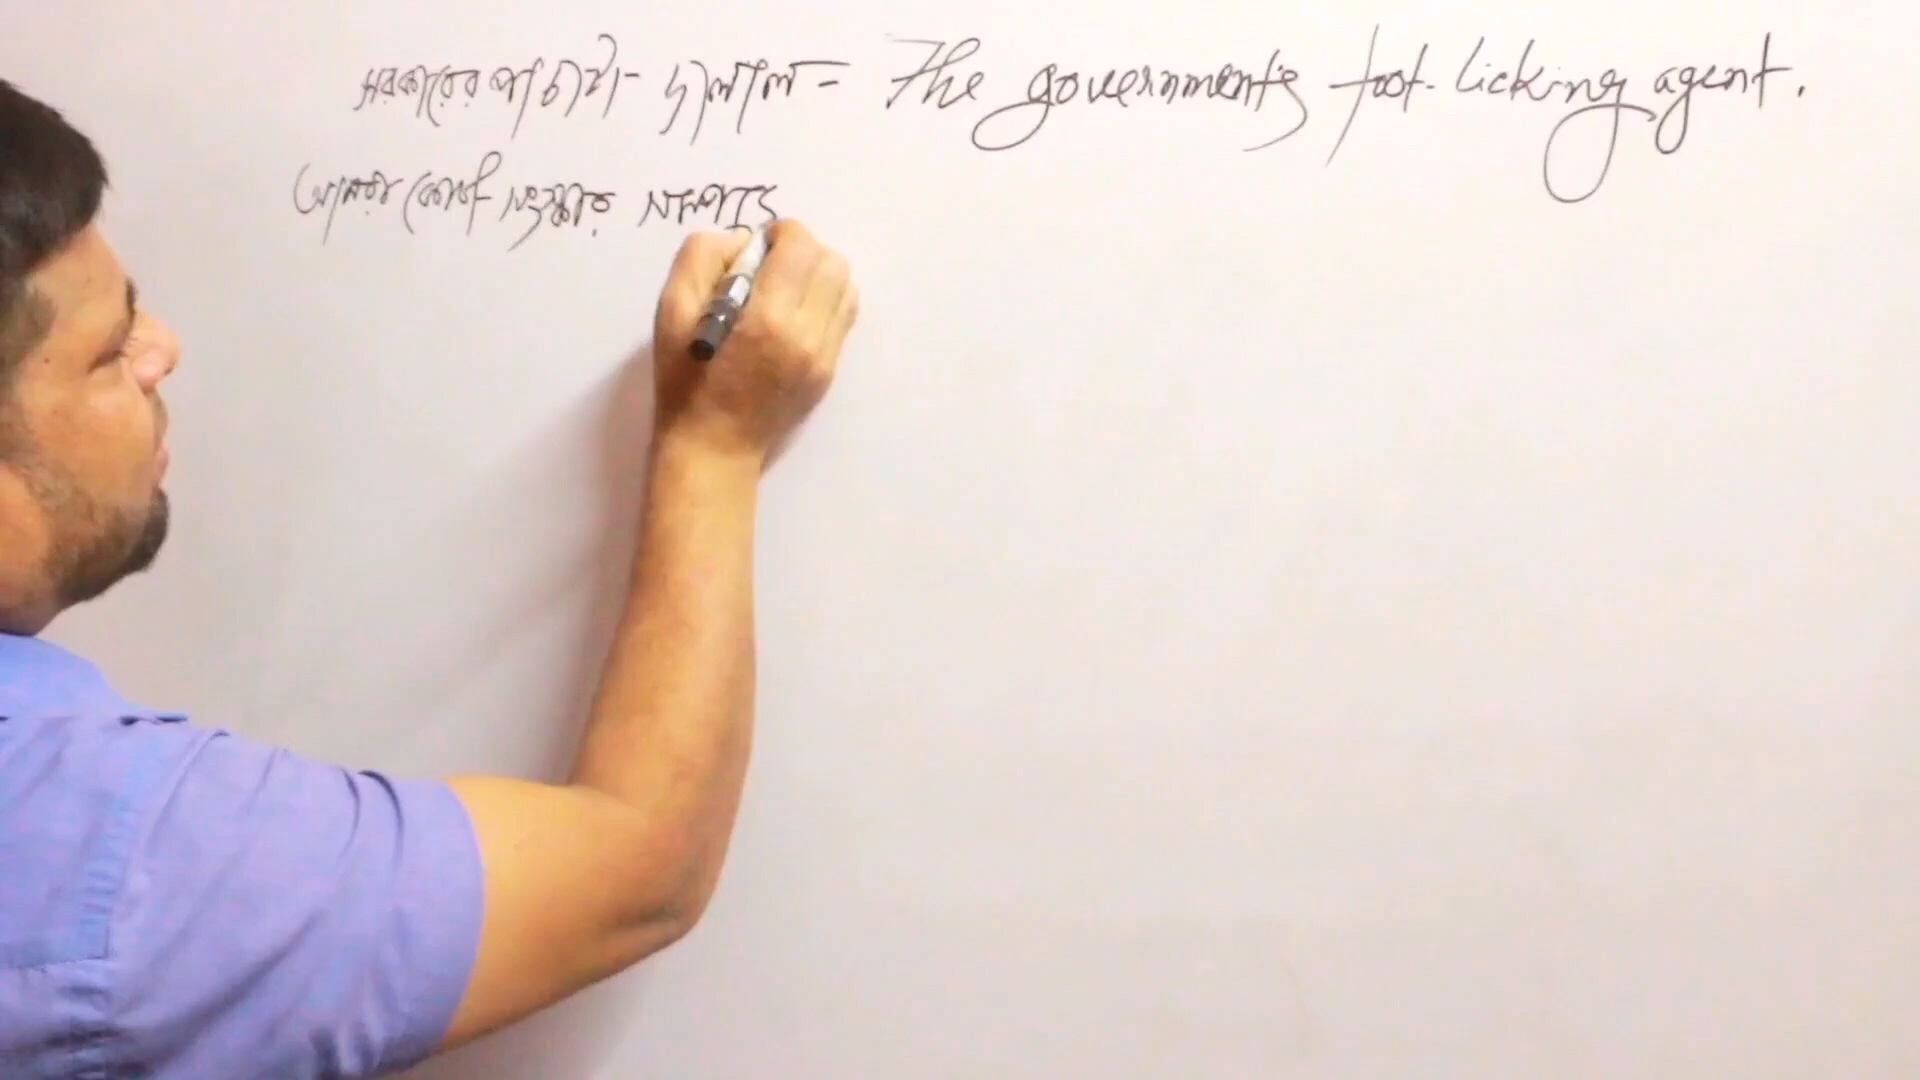 সরকারের পা চাটা দালাল - The government's foot-licking agent.
কোর্ট সংস্কার